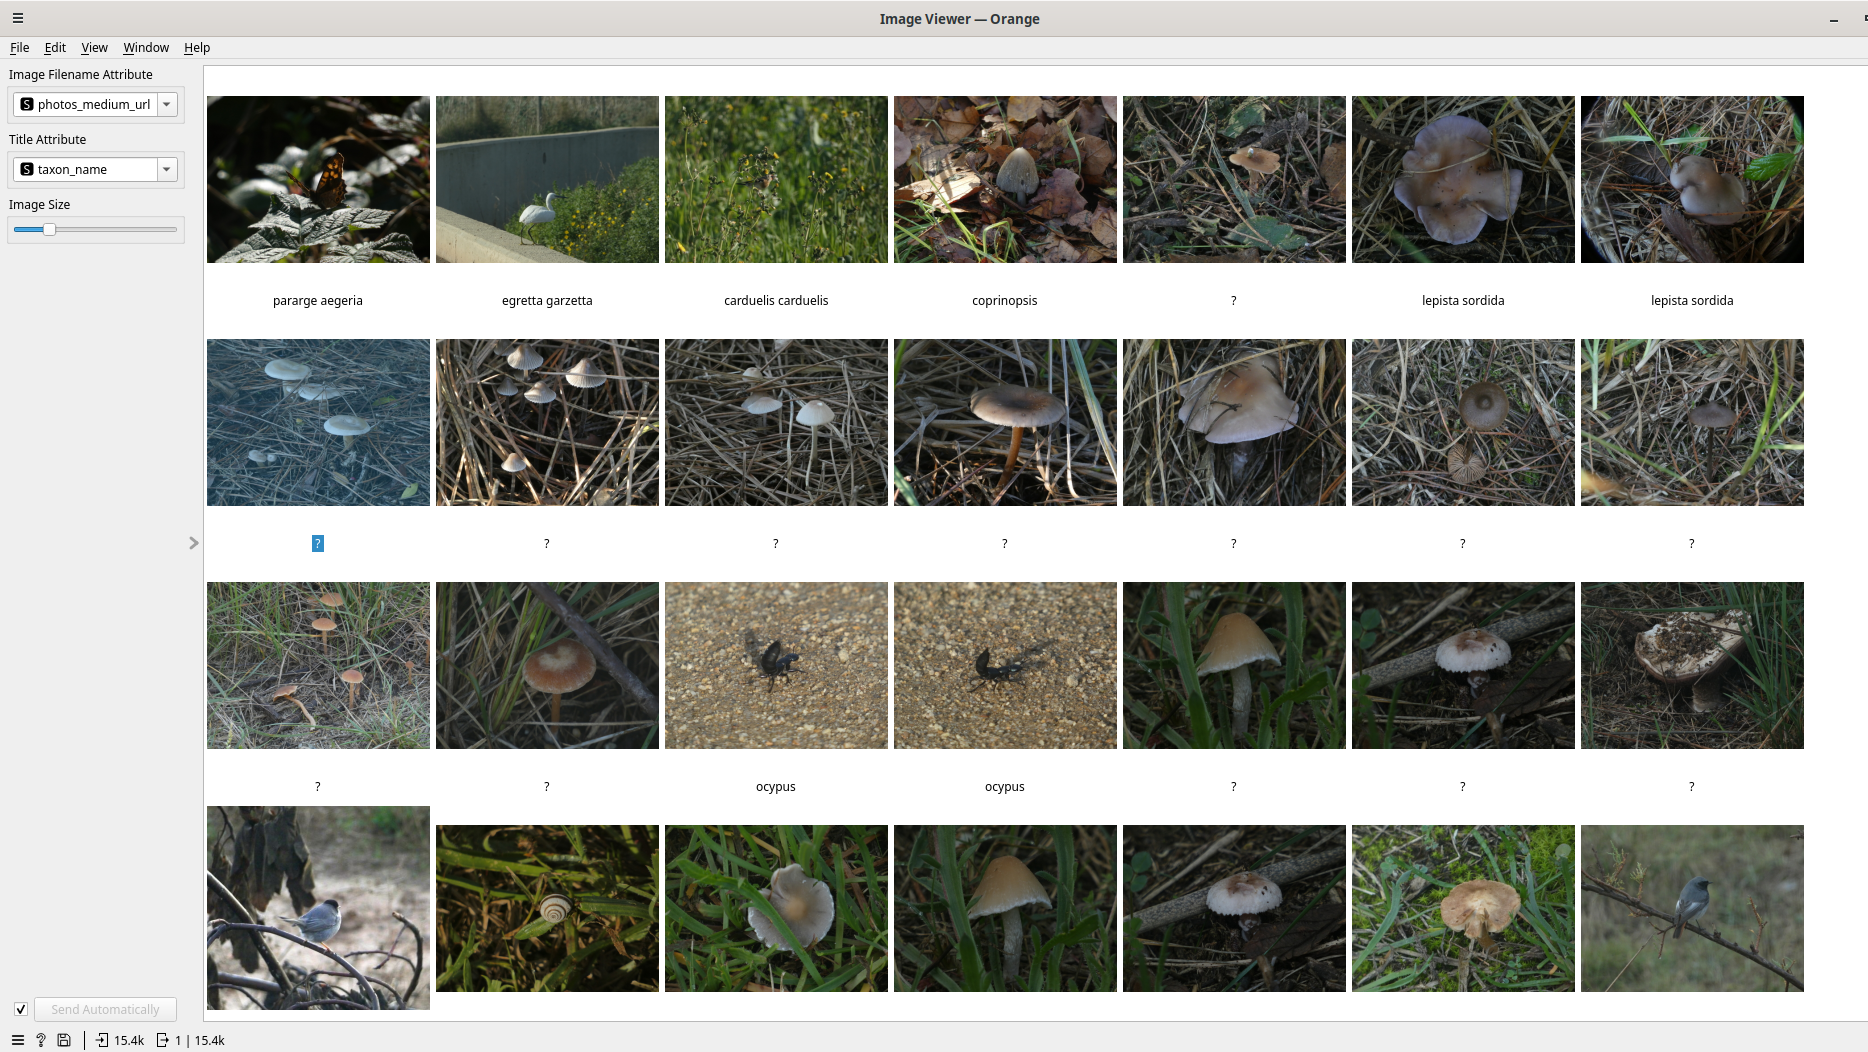 Image Viewer — Orange
File Edit View Window Help
Image Filename Attribute
S photos_medium_url
Title Attribute
S taxon_name
Image Size
pararge aegeria
egretta garzetta
carduelis carduelis
coprinopsis
?
lepista sordida
lepista sordida
?
?
?
?
?
?
?
?
?
ocypus
ocypus
?
?
?
Send Automatically
? 15.4k 1 | 15.4k